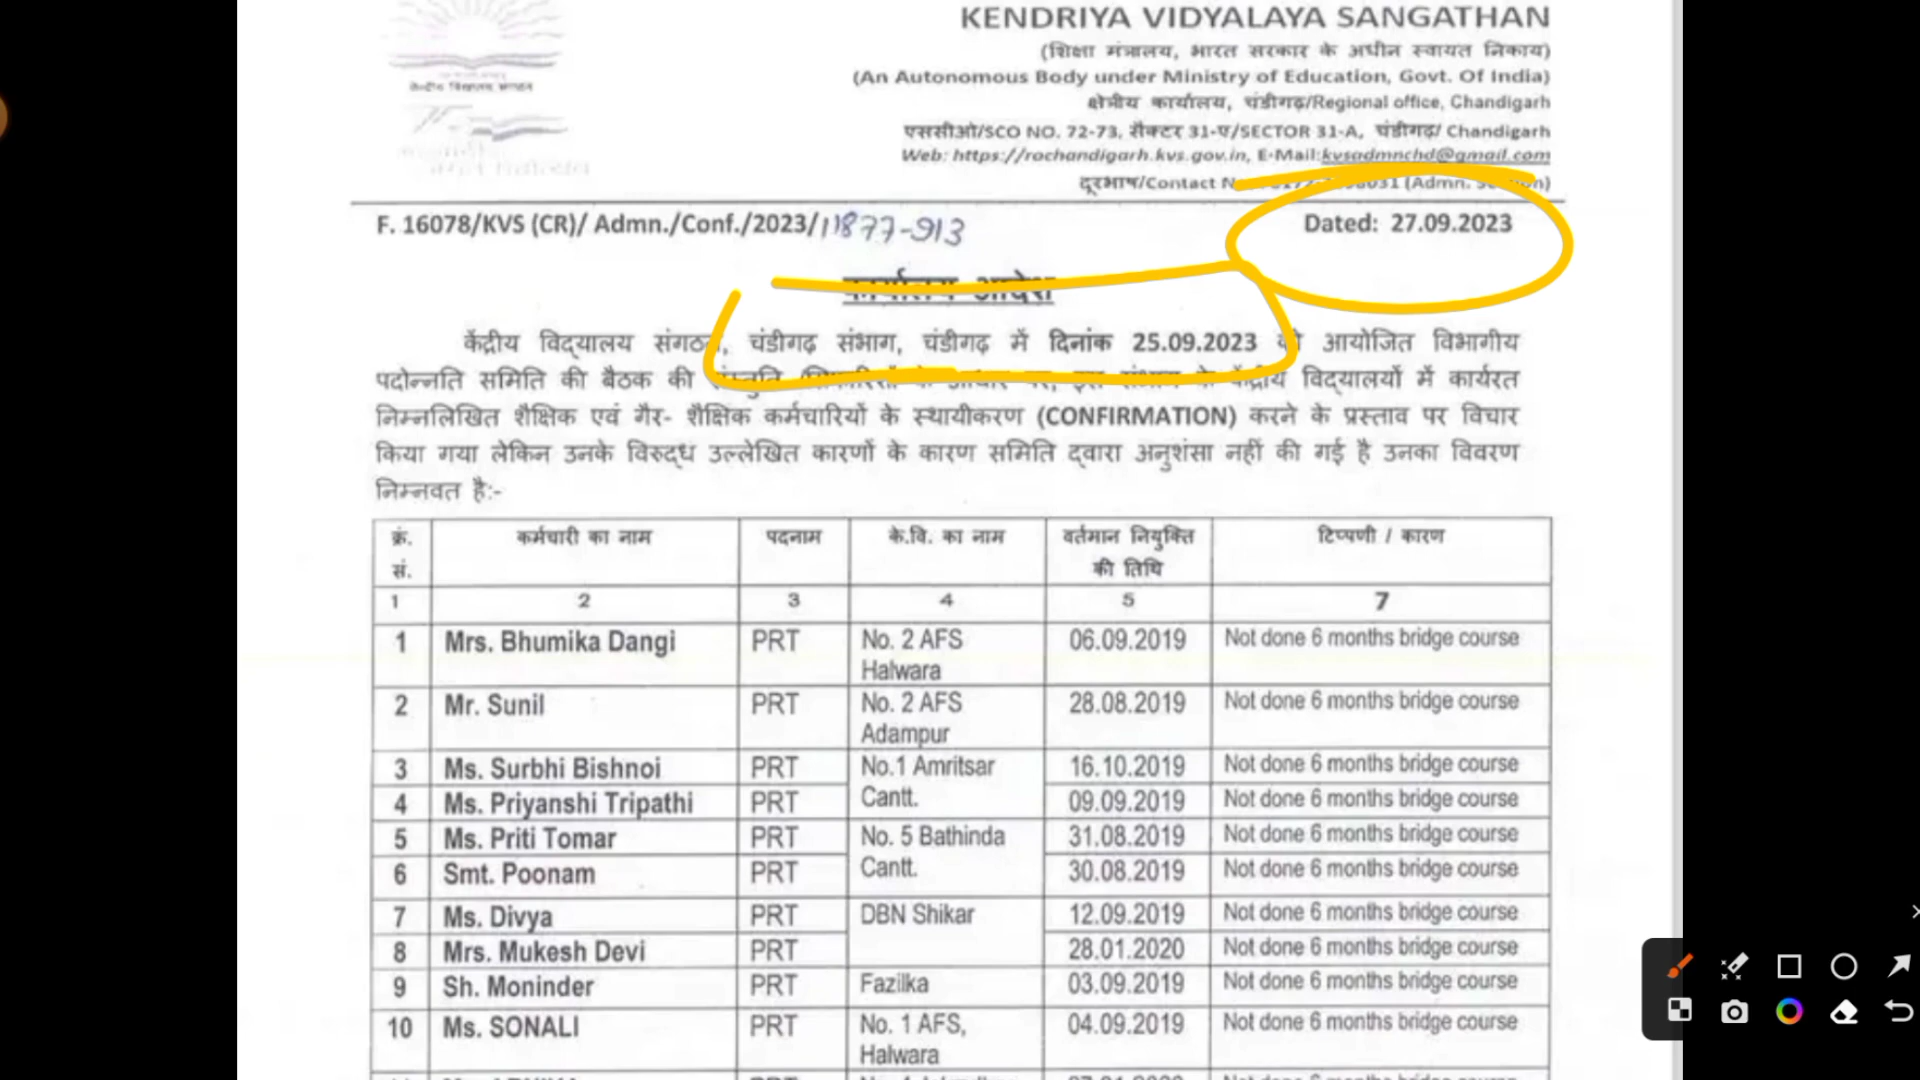 KENDRIYA VIDYALAYA SANGATHAN
(शिक्षा मंत्रालय, भारत सरकार के अधीन स्वायत निकाय)
(An Autonomous Body under Ministry of Education, Govt. Of India)
केन्द्रीय विद्यालय संगठन
क्षेत्रीय कार्यालय, चंडीगढ़/Regional office, Chandigarh
एससीओ/SCO NO. 72-73, सैक्टर 31-ए/SECTOR 31-A, चंडीगढ़/ Chandigarh
Web: https://rochandigarh.kvs.gov.in, E-Mail:kvsadmnchd@gmail.com
दूरभाष/Contact (Admn. Section)
F. 16078/KVS (CR)/ Admn./Conf./2023/11877-913 Dated: 27.09.2023
कार्यालय आदेश
केंद्रीय विद्यालय संगठन, चंडीगढ़ संभाग, चंडीगढ़ में दिनांक 25.09.2023 को आयोजित विभागीय
पदोन्नति समिति की बैठक की संस्तुति के आधार पर, इस संभाग के केंद्रीय विद्यालयों में कार्यरत
निम्नलिखित शैक्षिक एवं गैर- शैक्षिक कर्मचारियों के स्थायीकरण (CONFIRMATION) करने के प्रस्ताव पर विचार
किया गया लेकिन उनके विरुद्ध उल्लेखित कारणों के कारण समिति द्वारा अनुशंसा नहीं की गई है उनका विवरण
निम्नवत है:-
क्रं. सं. कर्मचारी का नाम पदनाम के.वि. का नाम वर्तमान नियुक्ति की तिथि टिप्पणी / कारण
1 2 3 4 5 7
1 Mrs. Bhumika Dangi PRT No. 2 AFS Halwara 06.09.2019 Not done 6 months bridge course
2 Mr. Sunil PRT No. 2 AFS Adampur 28.08.2019 Not done 6 months bridge course
3 Ms. Surbhi Bishnoi PRT No.1 Amritsar Cantt. 16.10.2019 Not done 6 months bridge course
4 Ms. Priyanshi Tripathi PRT 09.09.2019 Not done 6 months bridge course
5 Ms. Priti Tomar PRT No. 5 Bathinda Cantt. 31.08.2019 Not done 6 months bridge course
6 Smt. Poonam PRT 30.08.2019 Not done 6 months bridge course
7 Ms. Divya PRT DBN Shikar 12.09.2019 Not done 6 months bridge course
8 Mrs. Mukesh Devi PRT 28.01.2020 Not done 6 months bridge course
9 Sh. Moninder PRT Fazilka 03.09.2019 Not done 6 months bridge course
10 Ms. SONALI PRT No. 1 AFS, Halwara 04.09.2019 Not done 6 months bridge course